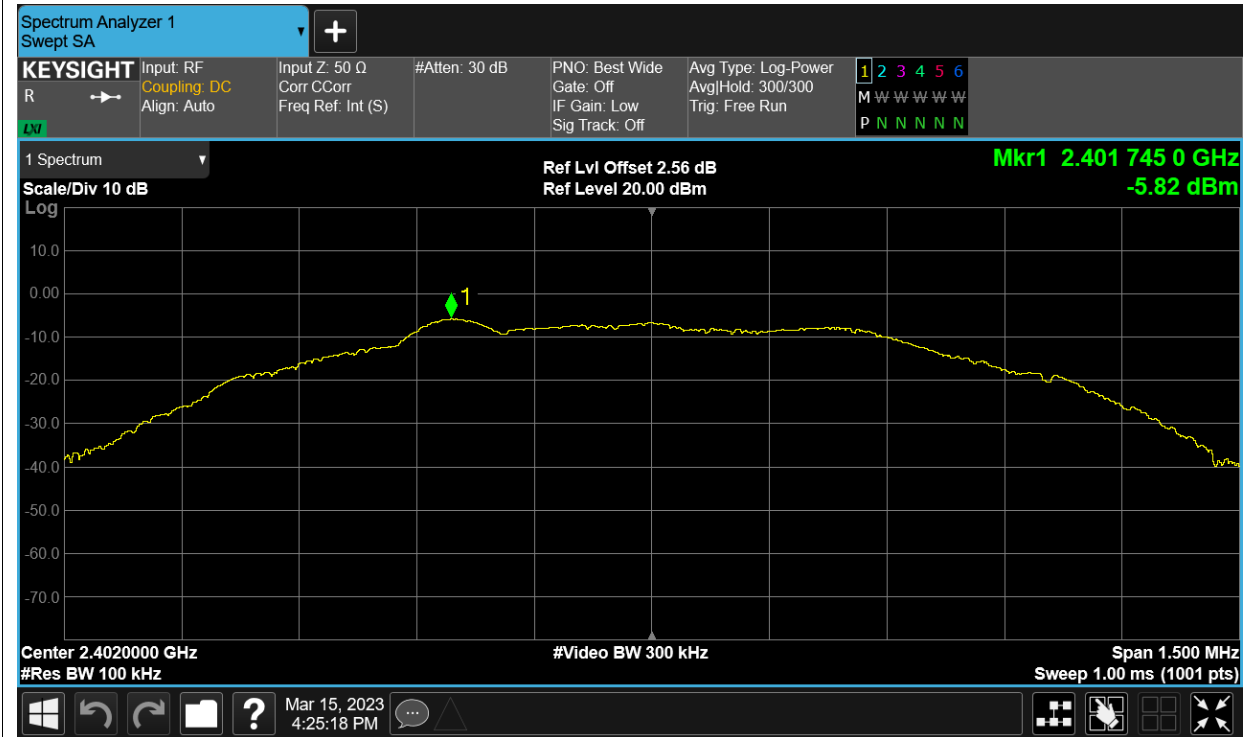 Spectrum Analyzer 1
Swept SA
KEYSIGHT
R
LXI
Input: RF
Coupling: DC
Align: Auto
Input Z: 50 Ω
Corr CCorr
Freq Ref: Int (S)
#Atten: 30 dB
PNO: Best Wide
Gate: Off
IF Gain: Low
Sig Track: Off
Avg Type: Log-Power
Avg|Hold: 300/300
Trig: Free Run
1 2 3 4 5 6
M W W W W W
P N N N N N
1 Spectrum
Scale/Div 10 dB
Ref Lvl Offset 2.56 dB
Ref Level 20.00 dBm
Mkr1 2.401 745 0 GHz
-5.82 dBm
Log
10.0
0.00
1
-10.0
-20.0
-30.0
-40.0
-50.0
-60.0
-70.0
Center 2.4020000 GHz
#Video BW 300 kHz
Span 1.500 MHz
#Res BW 100 kHz
Sweep 1.00 ms (1001 pts)
?
Mar 15, 2023
4:25:18 PM